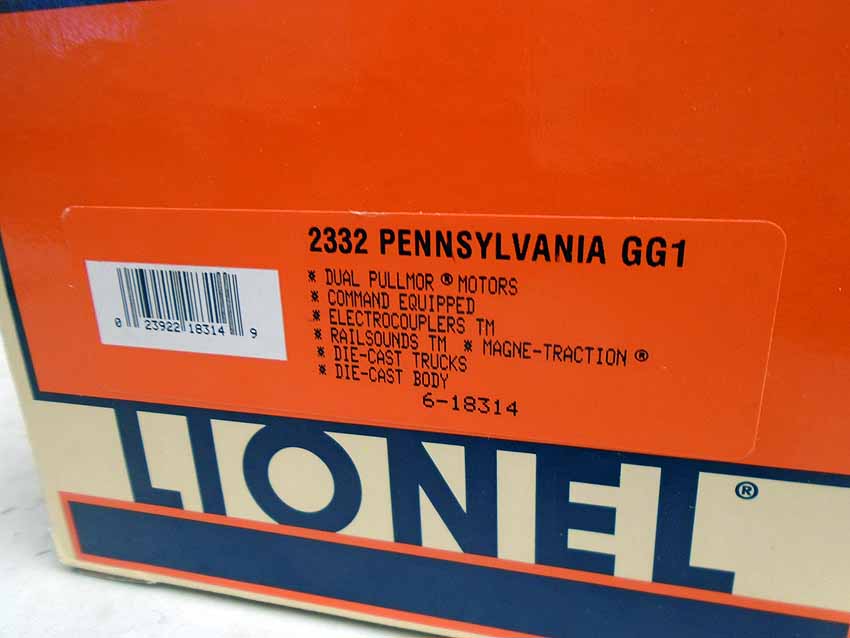 2332 PENNSYLVANIA GG1
* DUAL PULLMOR ® MOTORS
* COMMAND EQUIPPED
* ELECTROCOUPLERS TM
* RAILSOUNDS TM * MAGNE-TRACTION ®
* DIE-CAST TRUCKS
* DIE-CAST BODY
6-18314
0 23922 18314 9
LIONEL ®